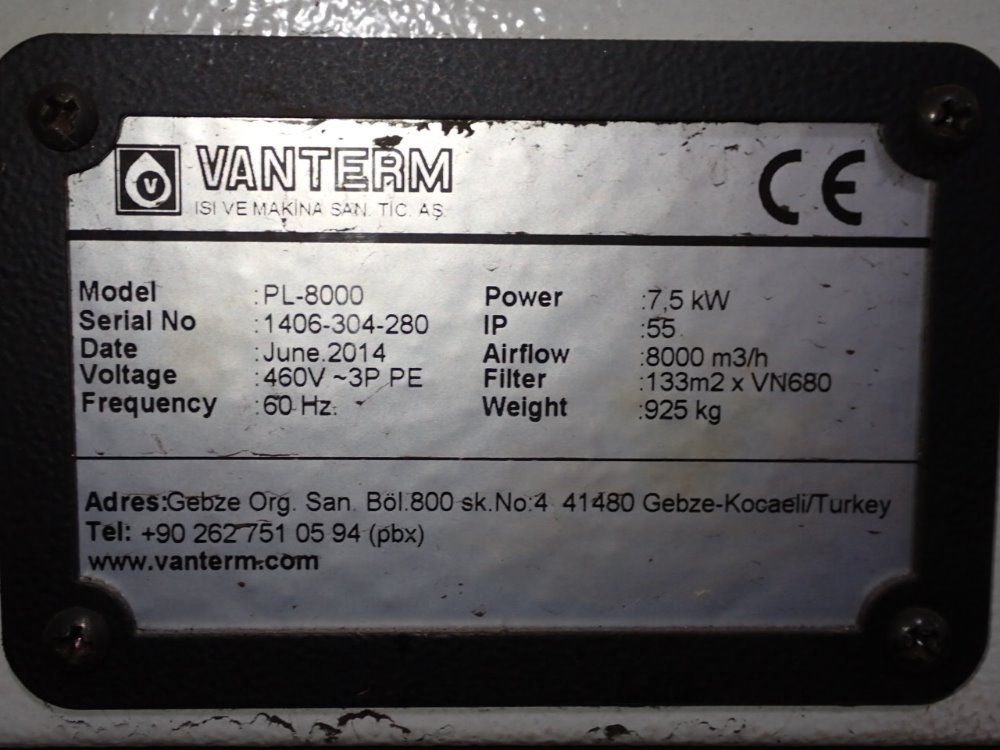 V VANTERM
ISI VE MAKİNA SAN. TİC. AŞ.
CE
Model :PL-8000
Serial No :1406-304-280
Date :June.2014
Voltage :460V ~3P PE
Frequency :60 Hz.
Power :7,5 kW
IP :55
Airflow :8000 m3/h
Filter :133m2 x VN680
Weight :925 kg
Adres:Gebze Org. San. Böl.800 sk.No:4 41480 Gebze-Kocaeli/Turkey
Tel: +90 262 751 05 94 (pbx)
www.vanterm.com